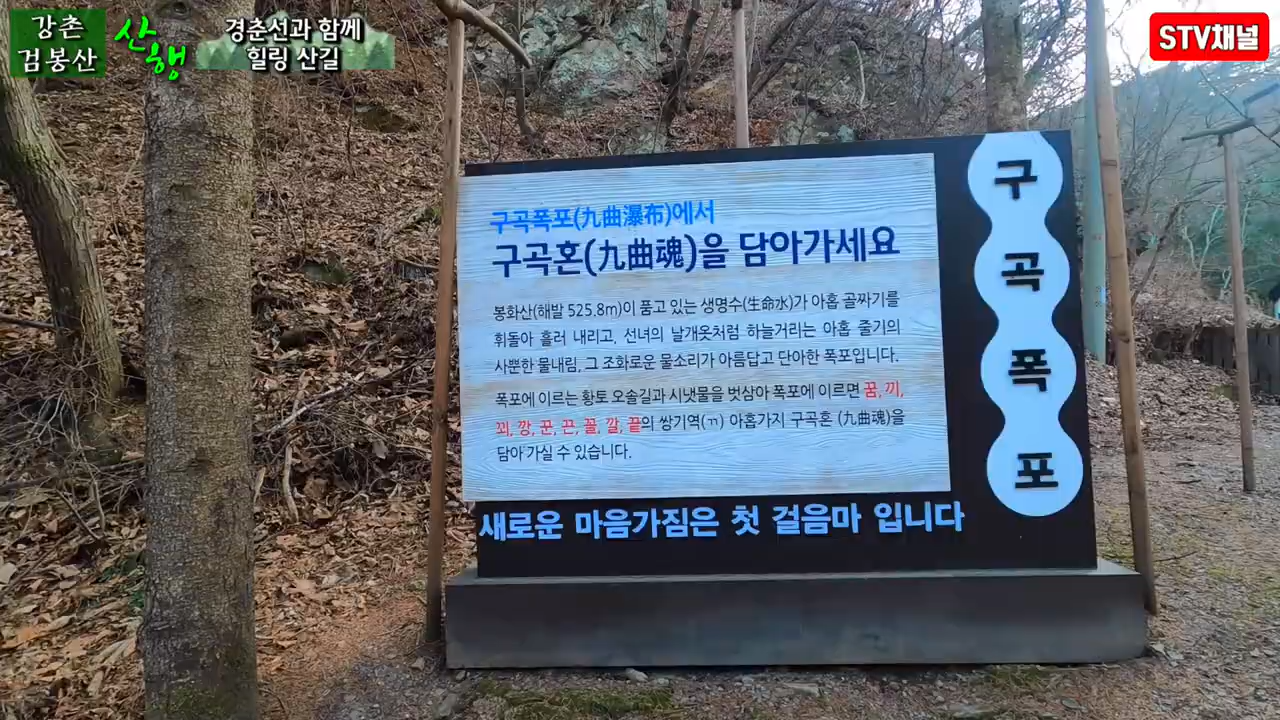 강촌
검봉산
산행
경춘선과 함께
힐링 산길
STV채널
구곡폭포(九曲瀑布)에서
구곡혼(九曲魂)을 담아가세요
봉화산(해발 525.8m)이 품고 있는 생명수(生命水)가 아홉 골짜기를
휘돌아 흘러 내리고, 선녀의 날개옷처럼 하늘거리는 아홉 줄기의
사뿐한 물내림, 그 조화로운 물소리가 아름답고 단아한 폭포입니다.
폭포에 이르는 황토 오솔길과 시냇물을 벗삼아 폭포에 이르면 꿈, 끼,
꾀, 깡, 꾼, 끈, 꼴, 깔, 끝의 쌍기역(ㄲ) 아홉가지 구곡혼 (九曲魂)을
담아 가실 수 있습니다.
새로운 마음가짐은 첫 걸음마 입니다
구
곡
폭
포